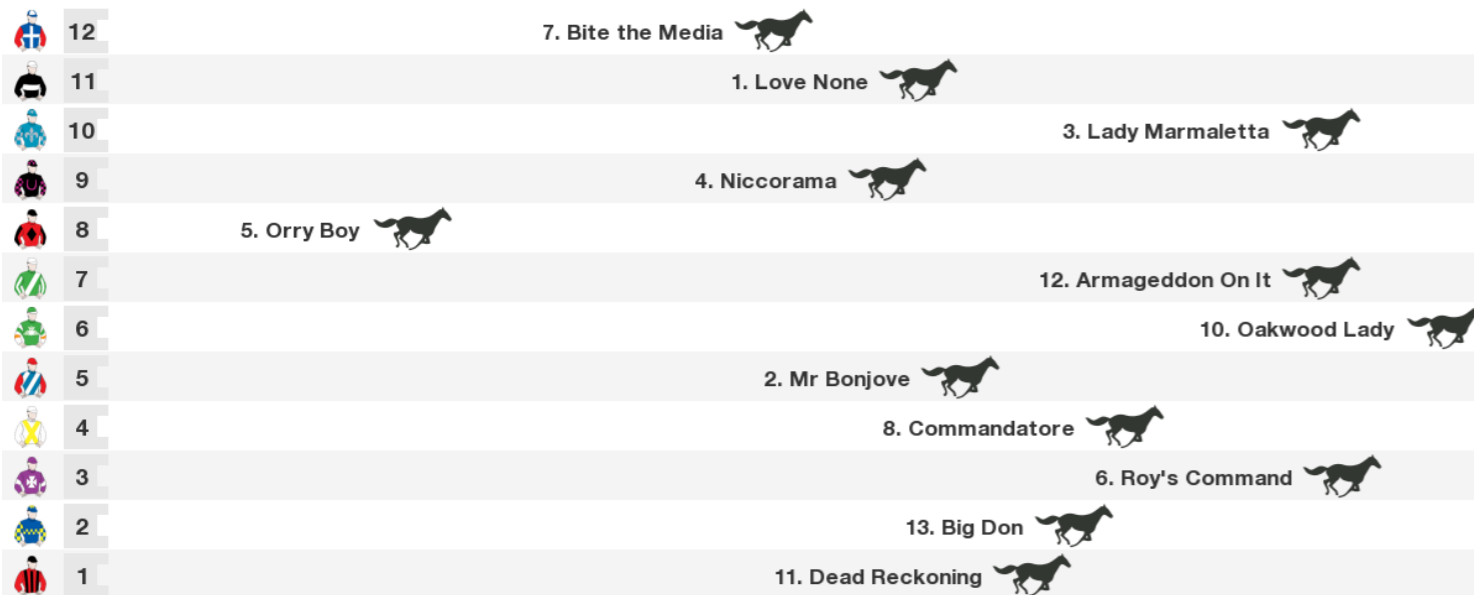 12 7. Bite the Media
11 1. Love None
10 3. Lady Marmaletta
9 4. Niccorama
8 5. Orry Boy
7 12. Armageddon On It
6 10. Oakwood Lady
5 2. Mr Bonjove
4 8. Commandatore
3 6. Roy's Command
2 13. Big Don
1 11. Dead Reckoning